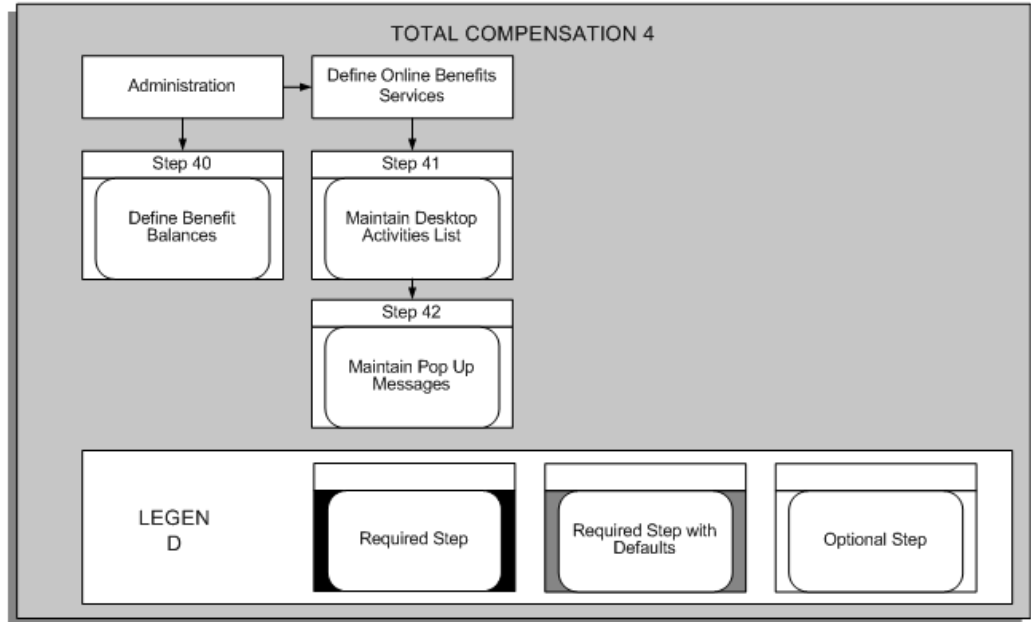 TOTAL COMPENSATION 4
Administration
Define Online Benefits
Services
Step 40
Define Benefit
Balances
Step 41
Maintain Desktop
Activities List
Step 42
Maintain Pop Up
Messages
LEGEN
D
Required Step
Required Step with
Defaults
Optional Step